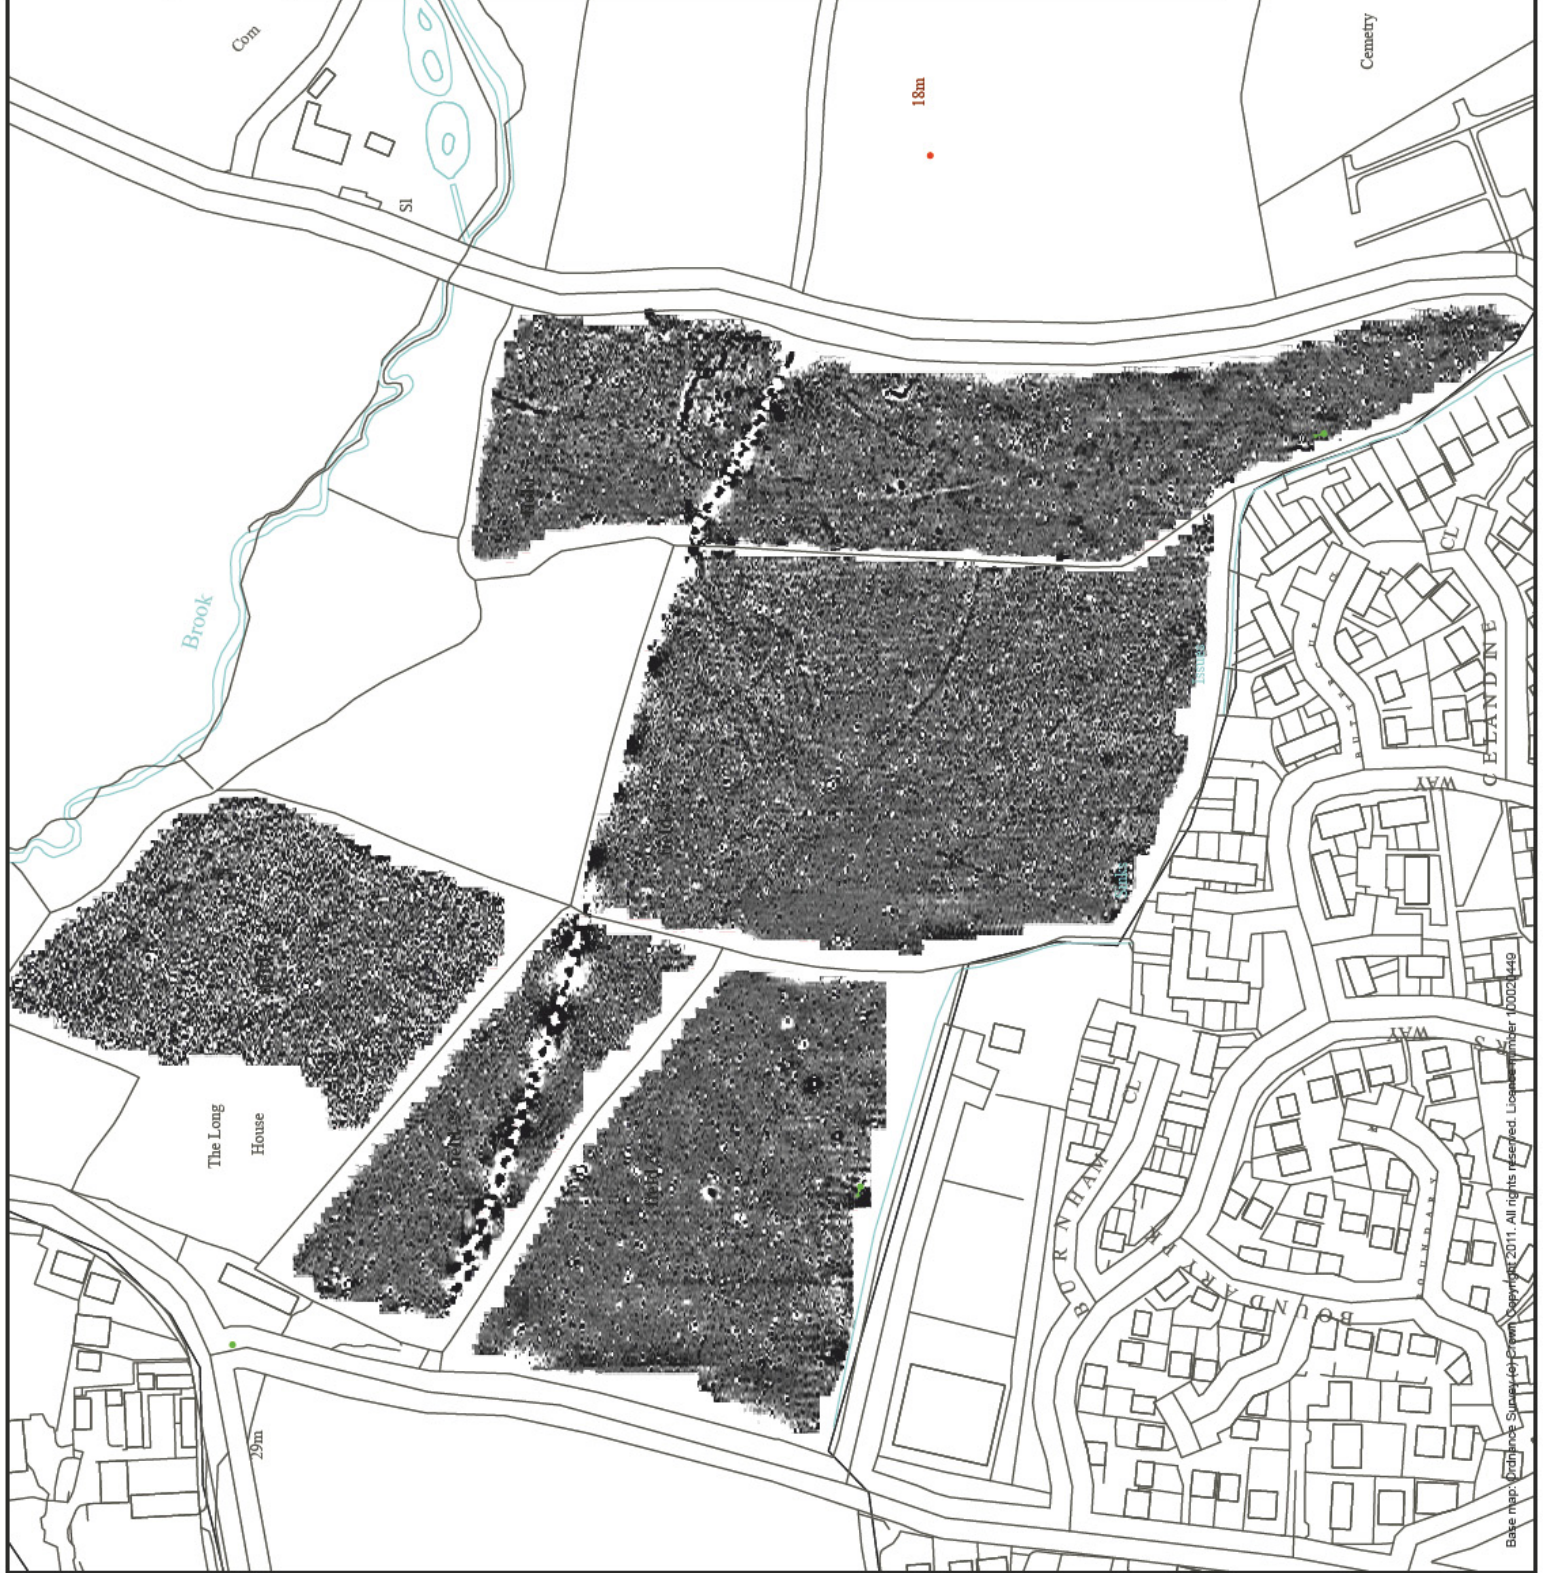 Com
Cemetry
18m
Sl
Brook
CL
CELANDINE
WAY
The Long
House
CL
WAY
BURNHAM
BOUNDARY PK
29m
Base map: Ordnance Survey (c) Crown Copyright 2011. All rights reserved. Licence number 100020449